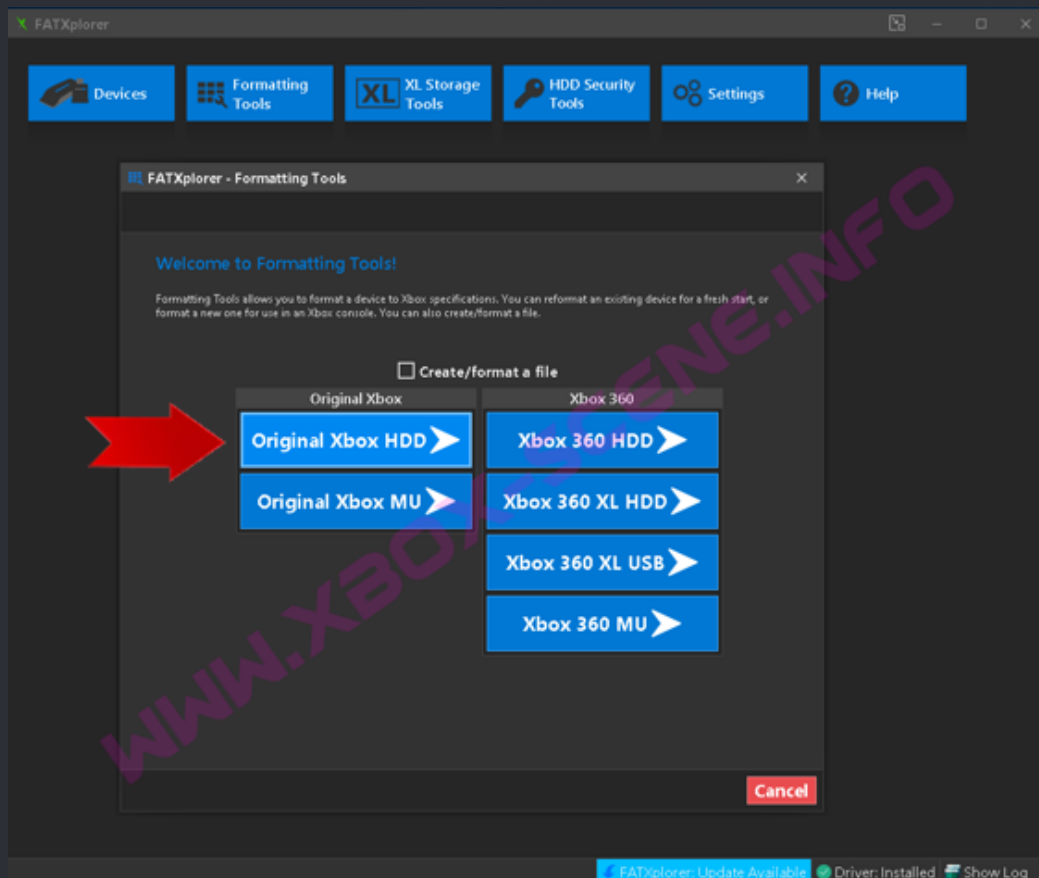 FATXplorer
Devices
Formatting
Tools
XL
XL Storage
Tools
HDD Security
Tools
Settings
? Help
FATXplorer - Formatting Tools
Welcome to Formatting Tools!
Formatting Tools allows you to format a device to Xbox specifications. You can reformat an existing device for a fresh start, or
format a new one for use in an Xbox console. You can also create/format a file.
Create/format a file
Original Xbox
Xbox 360
Original Xbox HDD
Xbox 360 HDD
Original Xbox MU
Xbox 360 XL HDD
Xbox 360 XL USB
Xbox 360 MU
WWW.XBOX-SCENE.INFO
Cancel
FATXplorer: Update Available
Driver: Installed
Show Log